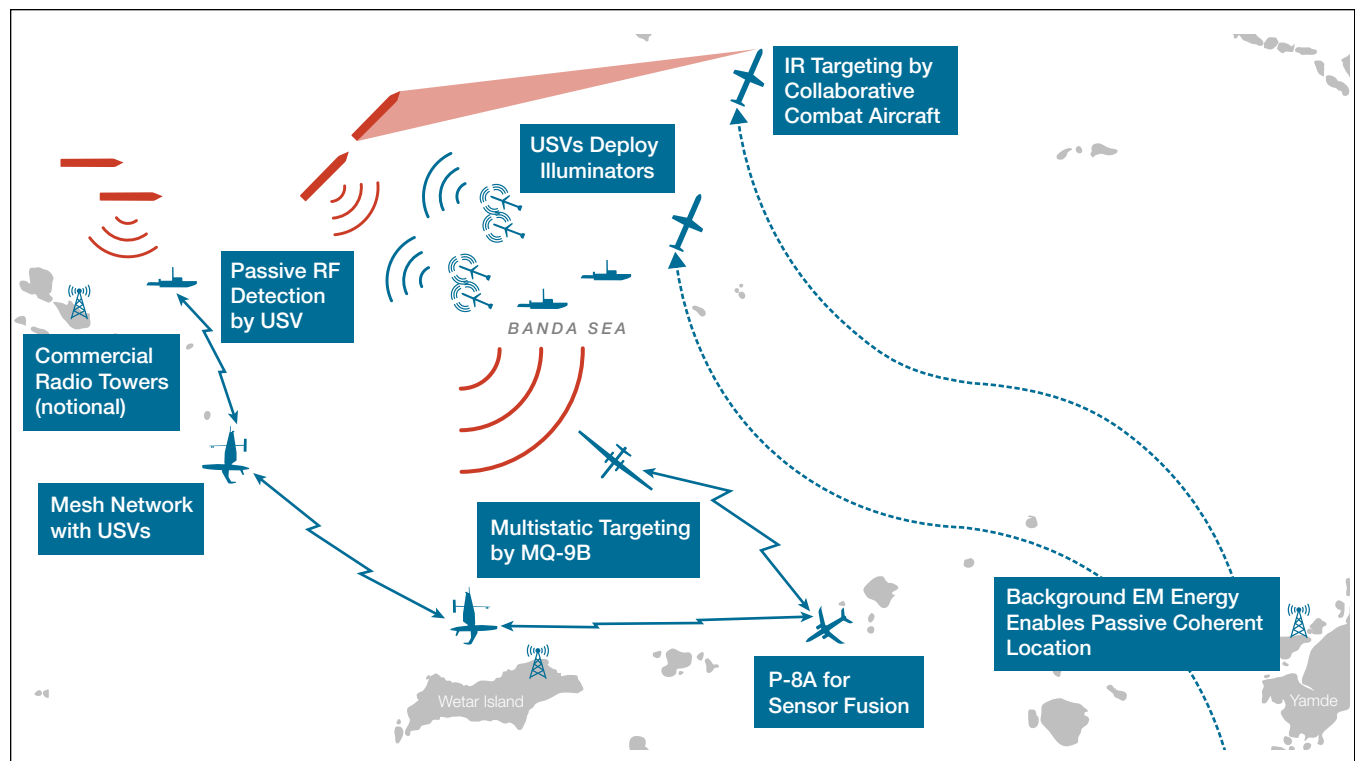 IR Targeting by
Collaborative
Combat Aircraft
USVs Deploy
Illuminators
Passive RF
Detection
by USV
BANDA SEA
Commercial
Radio Towers
(notional)
Mesh Network
with USVs
Multistatic Targeting
by MQ-9B
Background EM Energy
Enables Passive Coherent
Location
P-8A for
Sensor Fusion
Wetar Island
Yamde